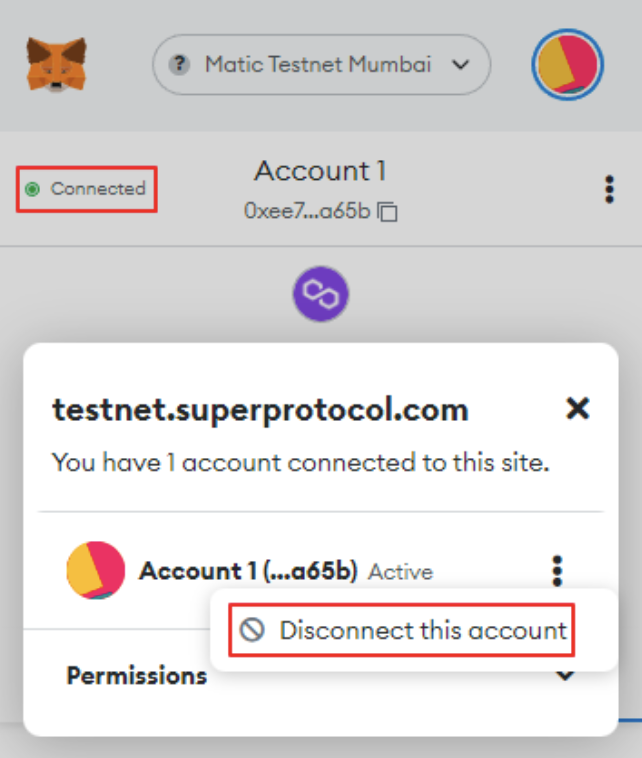 ? Matic Testnet Mumbai
Connected
Account 1
0xee7...a65b
testnet.superprotocol.com
You have 1 account connected to this site.
Account 1 (...a65b) Active
Disconnect this account
Permissions